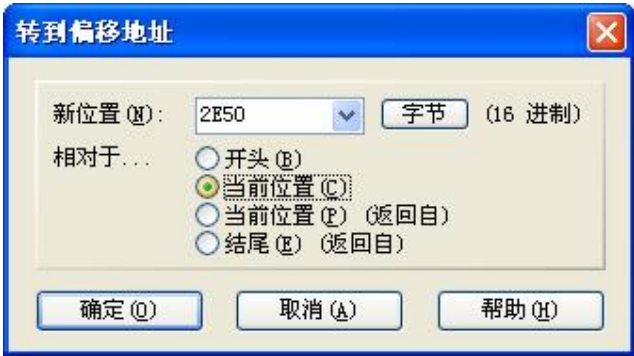 转到偏移地址
新位置(N): 2E50 字节 (16 进制)
相对于... 开头(B)
当前位置(C)
当前位置(P) (返回自)
结尾(E) (返回自)
确定(O) 取消(A) 帮助(H)